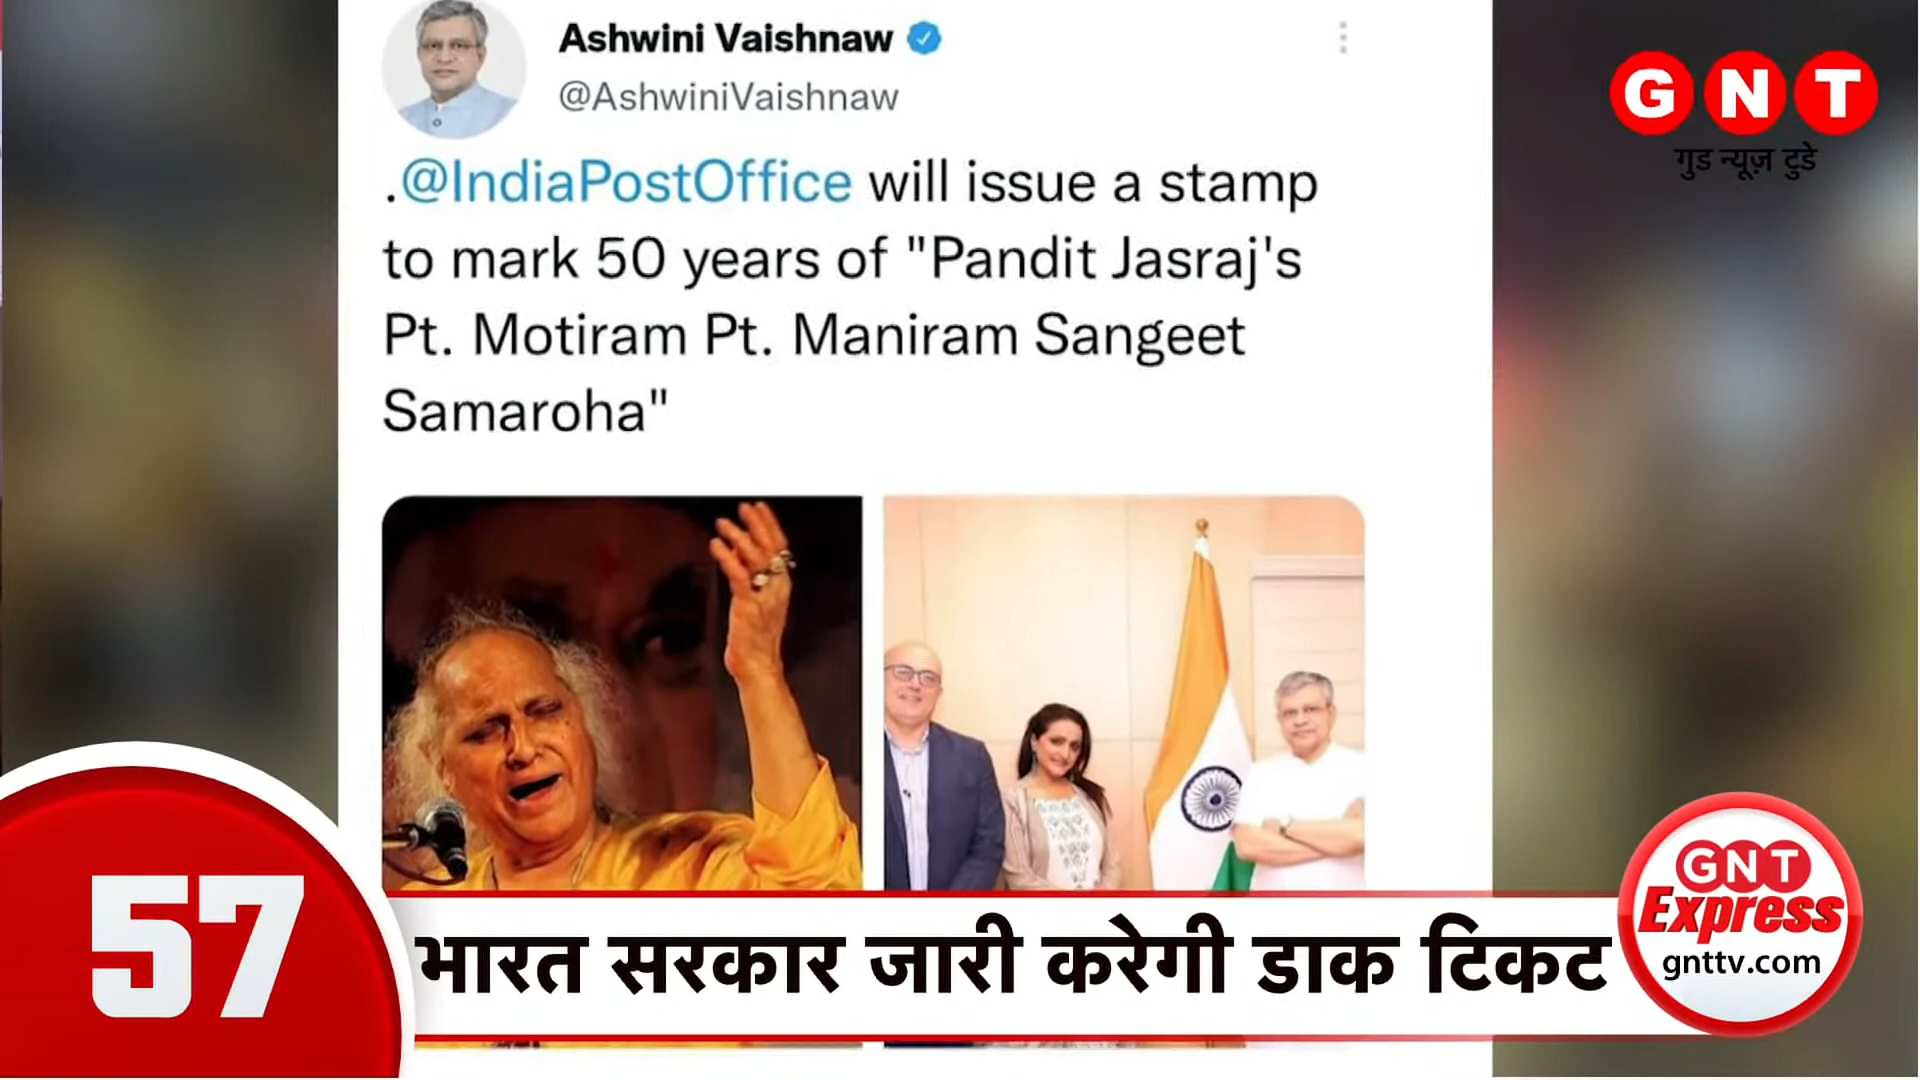 Ashwini Vaishnaw
@AshwiniVaishnaw
.@IndiaPostOffice will issue a stamp
to mark 50 years of "Pandit Jasraj's
Pt. Motiram Pt. Maniram Sangeet
Samaroha"
GNT
गुड न्यूज़ टुडे
57
भारत सरकार जारी करेगी डाक टिकट
GNT
Express
gnttv.com